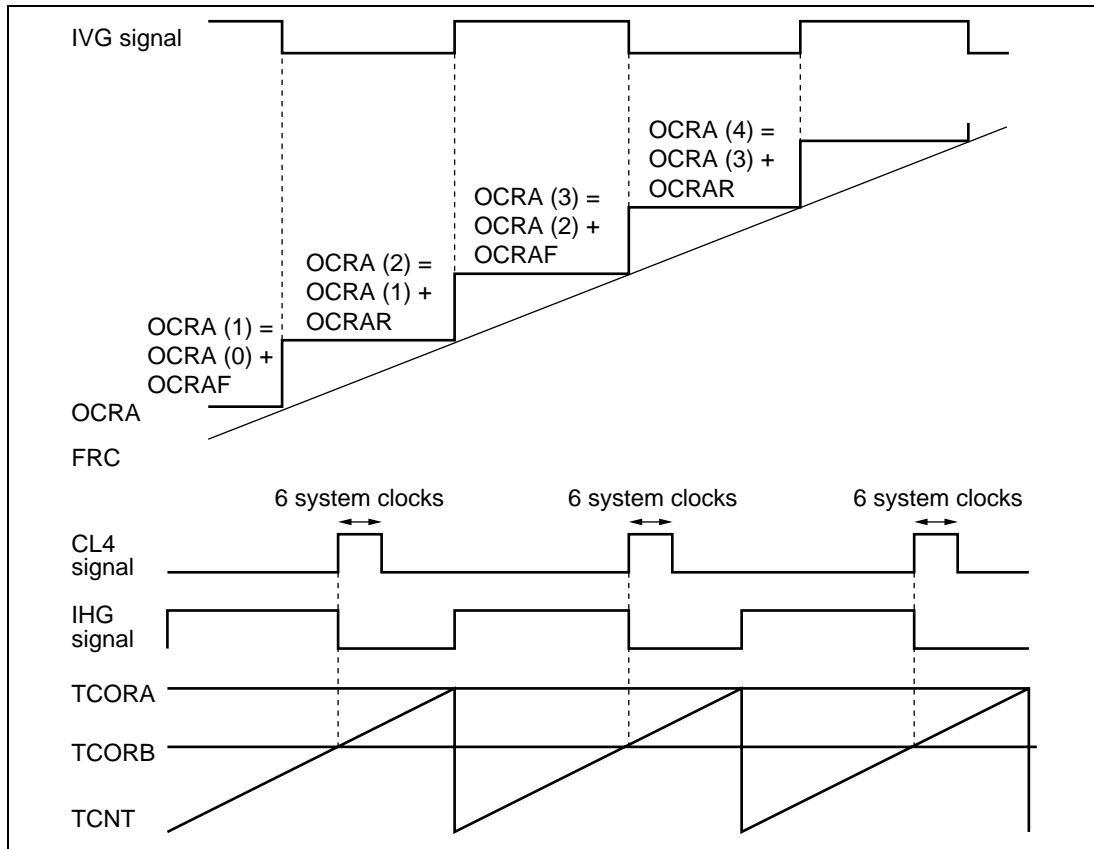 IVG signal
OCRA (4) =
OCRA (3) +
OCRAR
OCRA (3) =
OCRA (2) +
OCRAF
OCRA (2) =
OCRA (1) +
OCRAR
OCRA (1) =
OCRA (0) +
OCRAF
OCRA
FRC
6 system clocks 6 system clocks 6 system clocks
CL4
signal
IHG
signal
TCORA
TCORB
TCNT